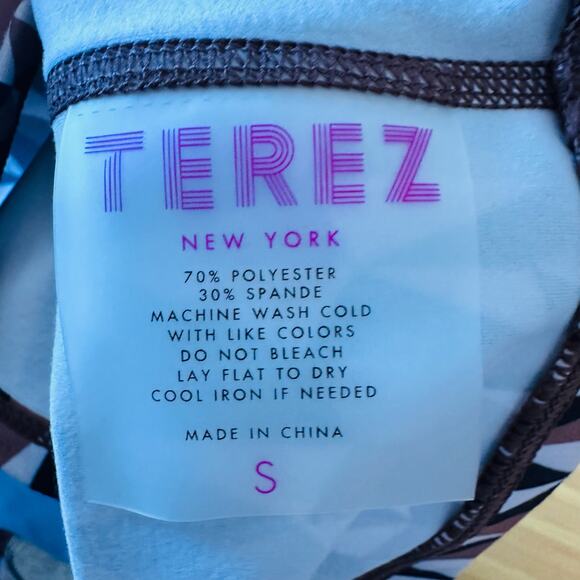 TEREZ
NEW YORK
70% POLYESTER
30% SPANDE
MACHINE WASH COLD
WITH LIKE COLORS
DO NOT BLEACH
LAY FLAT TO DRY
COOL IRON IF NEEDED
MADE IN CHINA
S